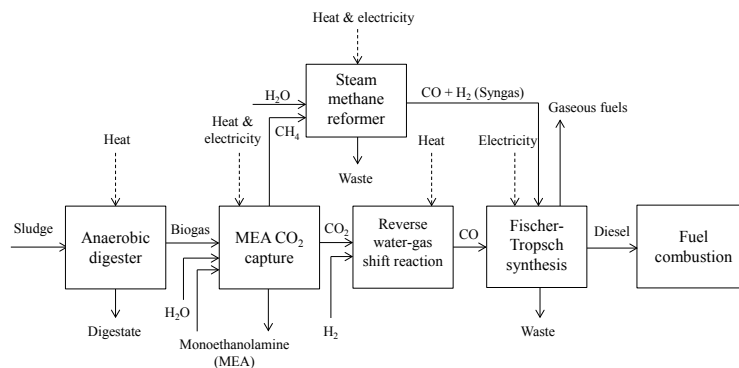 Heat & electricity
Steam
methane
reformer
H₂O
CO + H₂ (Syngas)
Gaseous fuels
Heat &
electricity
CH₄
Heat
Waste
Heat
Electricity
Sludge
Anaerobic
digester
Biogas
MEA CO₂
capture
CO₂
Reverse
water-gas
shift reaction
CO
Fischer-
Tropsch
synthesis
Diesel
Fuel
combustion
Digestate
H₂O
Monoethanolamine
(MEA)
H₂
Waste